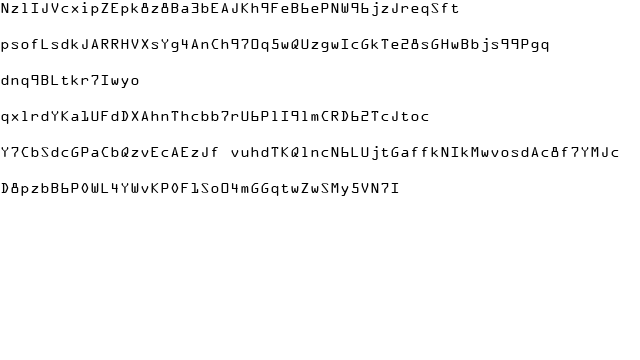 NzlIJVcxipZEpk8z8Ba3bEAJKh9FeB6ePNW96jzJreqSft
psofLsdkJARRHVXsYg4AnCh97Oq5wQUzgwIcGkTe28sGHwBbjs99Pgq
dnq9BLtkr7Iwyo
qxlrdYKa1UFdDXAhnThcbb7rU6PlI9lmCRD62TcJtoc
Y7CbSdcGPaCbQzvEcAEzJf vuhdTKQlncN6LUjtGaffkNIkMwvosdAc8f7YMJc
D8pzbB6P0WL4YWvKP0F1SoO4mGGqtwZwSMy5VN7I